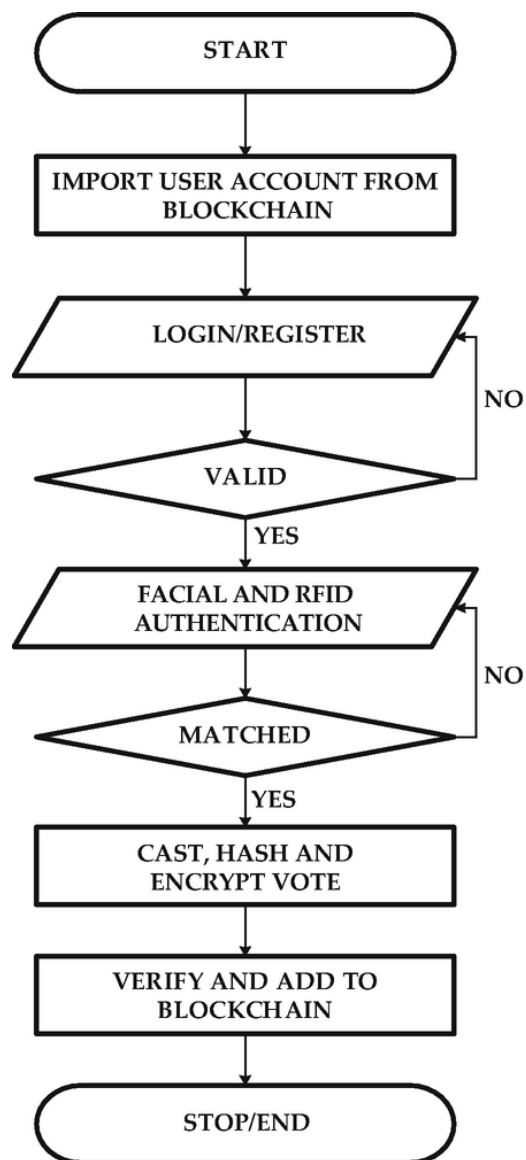 START
IMPORT USER ACCOUNT FROM
BLOCKCHAIN
LOGIN/REGISTER
NO
VALID
YES
FACIAL AND RFID
AUTHENTICATION
NO
MATCHED
YES
CAST, HASH AND
ENCRYPT VOTE
VERIFY AND ADD TO
BLOCKCHAIN
STOP/END